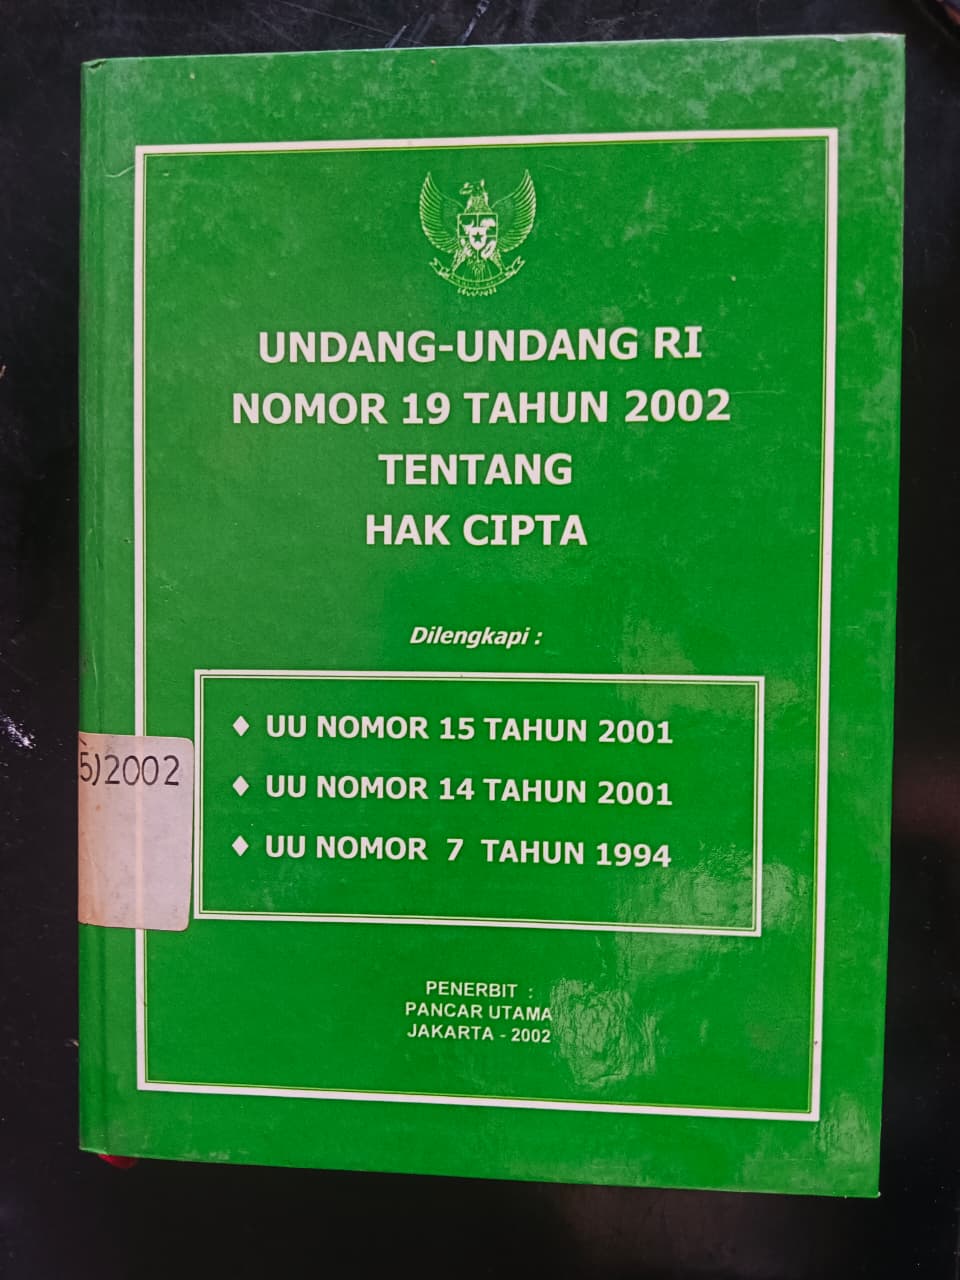 UNDANG-UNDANG RI
NOMOR 19 TAHUN 2002
TENTANG
HAK CIPTA
Dilengkapi :
♦ UU NOMOR 15 TAHUN 2001
♦ UU NOMOR 14 TAHUN 2001
♦ UU NOMOR 7 TAHUN 1994
5)2002
PENERBIT :
PANCAR UTAMA
JAKARTA - 2002